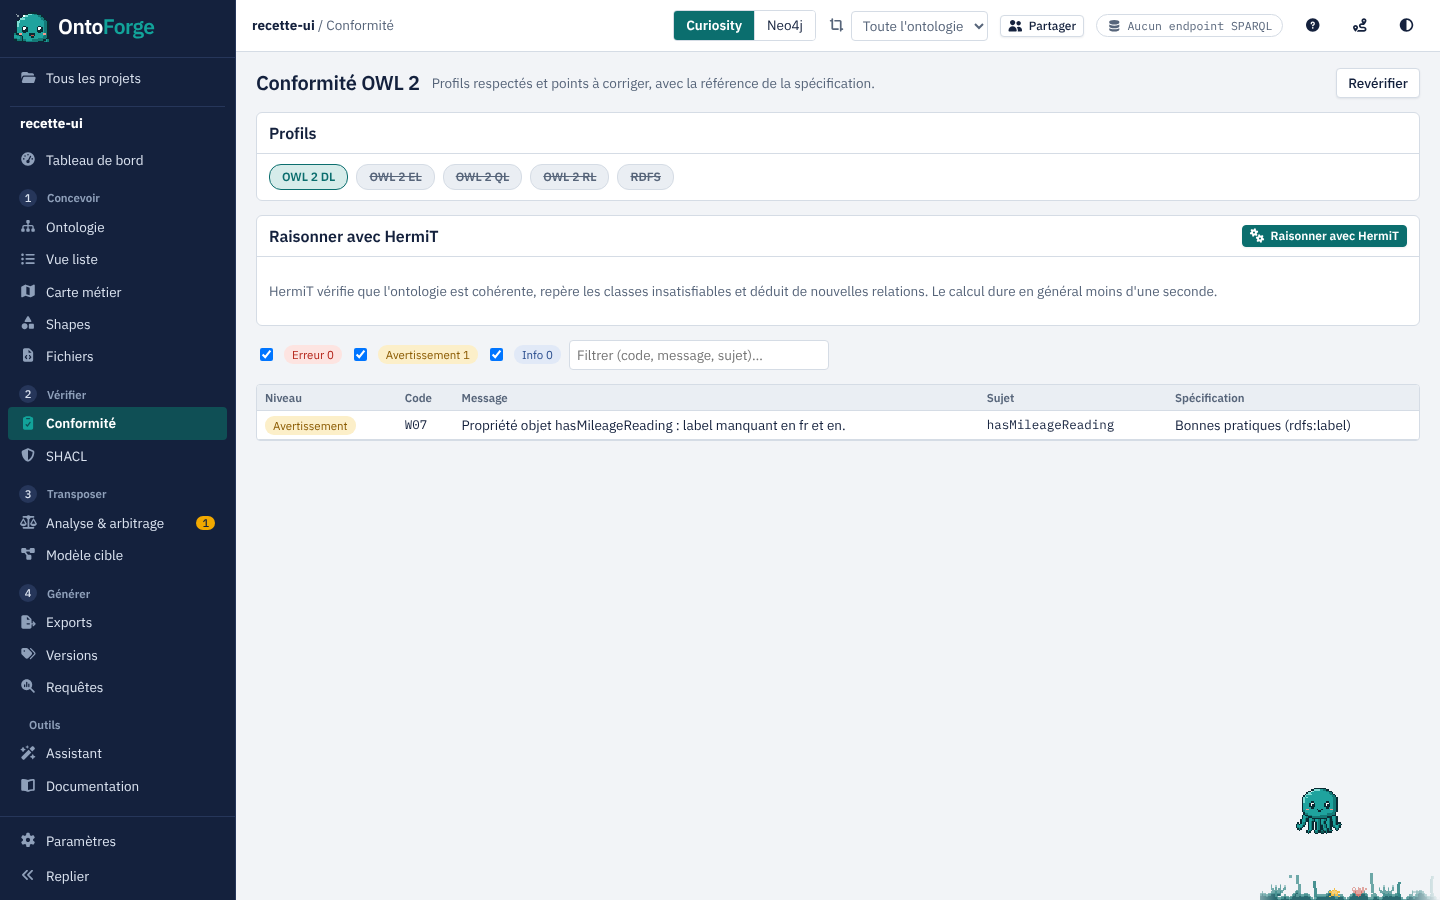 OntoForge
Tous les projets
recette-ui
Tableau de bord
1 Concevoir
Ontologie
Vue liste
Carte métier
Shapes
Fichiers
2 Vérifier
Conformité
SHACL
3 Transposer
Analyse & arbitrage 1
Modèle cible
4 Générer
Exports
Versions
Requêtes
Outils
Assistant
Documentation
Paramètres
Replier
recette-ui / Conformité
Curiosity Neo4j Toute l'ontologie Partager Aucun endpoint SPARQL
Conformité OWL 2 Profils respectés et points à corriger, avec la référence de la spécification. Revérifier
Profils
OWL 2 DL OWL 2 EL OWL 2 QL OWL 2 RL RDFS
Raisonner avec HermiT Raisonner avec HermiT
HermiT vérifie que l'ontologie est cohérente, repère les classes insatisfiables et déduit de nouvelles relations. Le calcul dure en général moins d'une seconde.
Erreur 0 Avertissement 1 Info 0 Filtrer (code, message, sujet)...
Niveau Code Message Sujet Spécification
Avertissement W07 Propriété objet hasMileageReading : label manquant en fr et en. hasMileageReading Bonnes pratiques (rdfs:label)